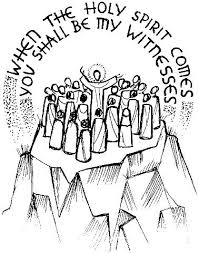 WHEN THE HOLY SPIRIT COMES
YOU SHALL BE MY WITNESSES